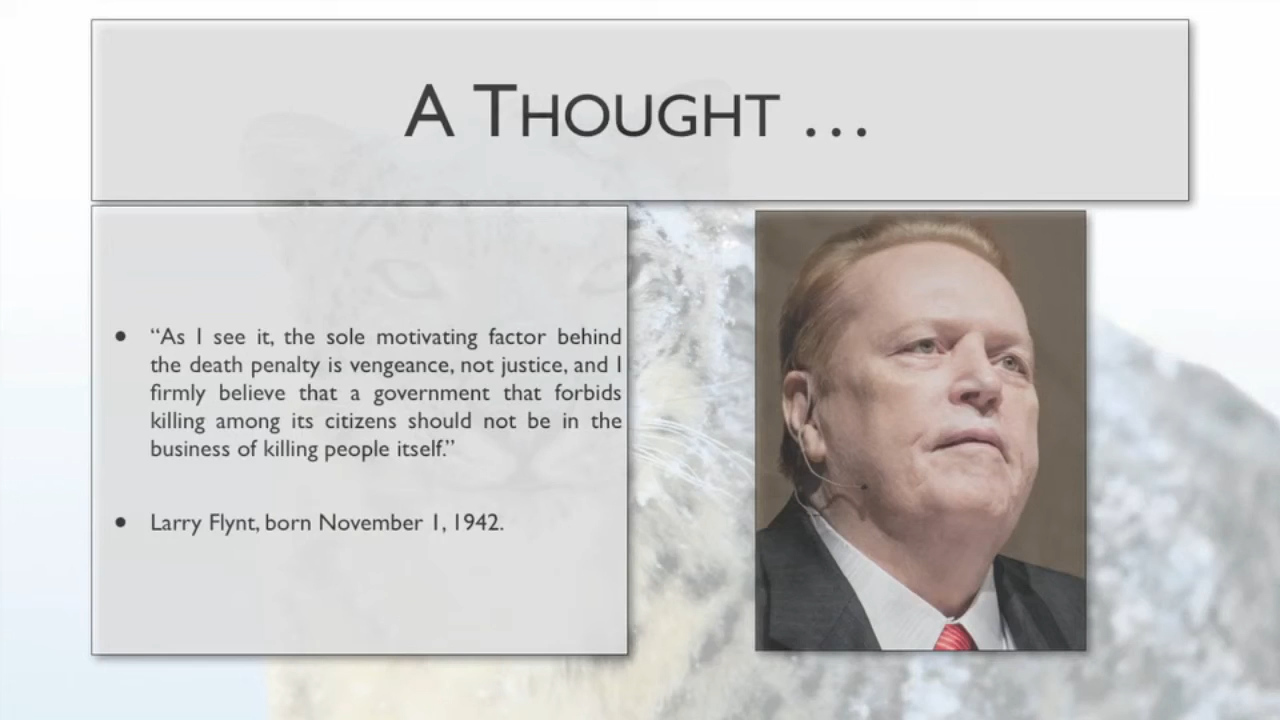 A THOUGHT …
• “As I see it, the sole motivating factor behind
the death penalty is vengeance, not justice, and I
firmly believe that a government that forbids
killing among its citizens should not be in the
business of killing people itself.”
• Larry Flynt, born November 1, 1942.